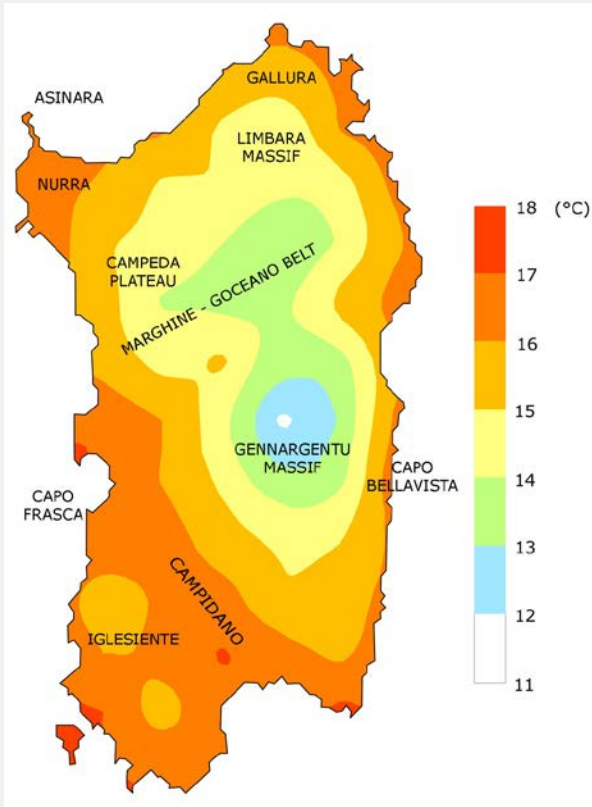 GALLURA
ASINARA
LIMBARA
MASSIF
NURRA
18 (°C)
17
CAMPEDA
PLATEAU
MARGHINE - GOCEANO BELT
16
15
GENNARGENTU
MASSIF
CAPO
BELLAVISTA
14
CAPO
FRASCA
13
CAMPIDANO
12
IGLESIENTE
11